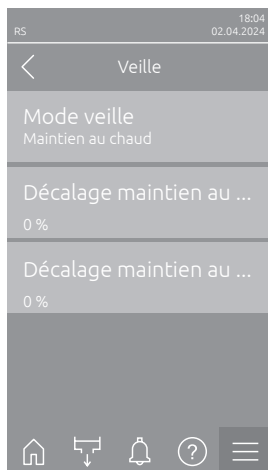 18:04
RS 02.04.2024
Veille
Mode veille
Maintien au chaud
Décalage maintien au ...
0 %
Décalage maintien au ...
0 %
?